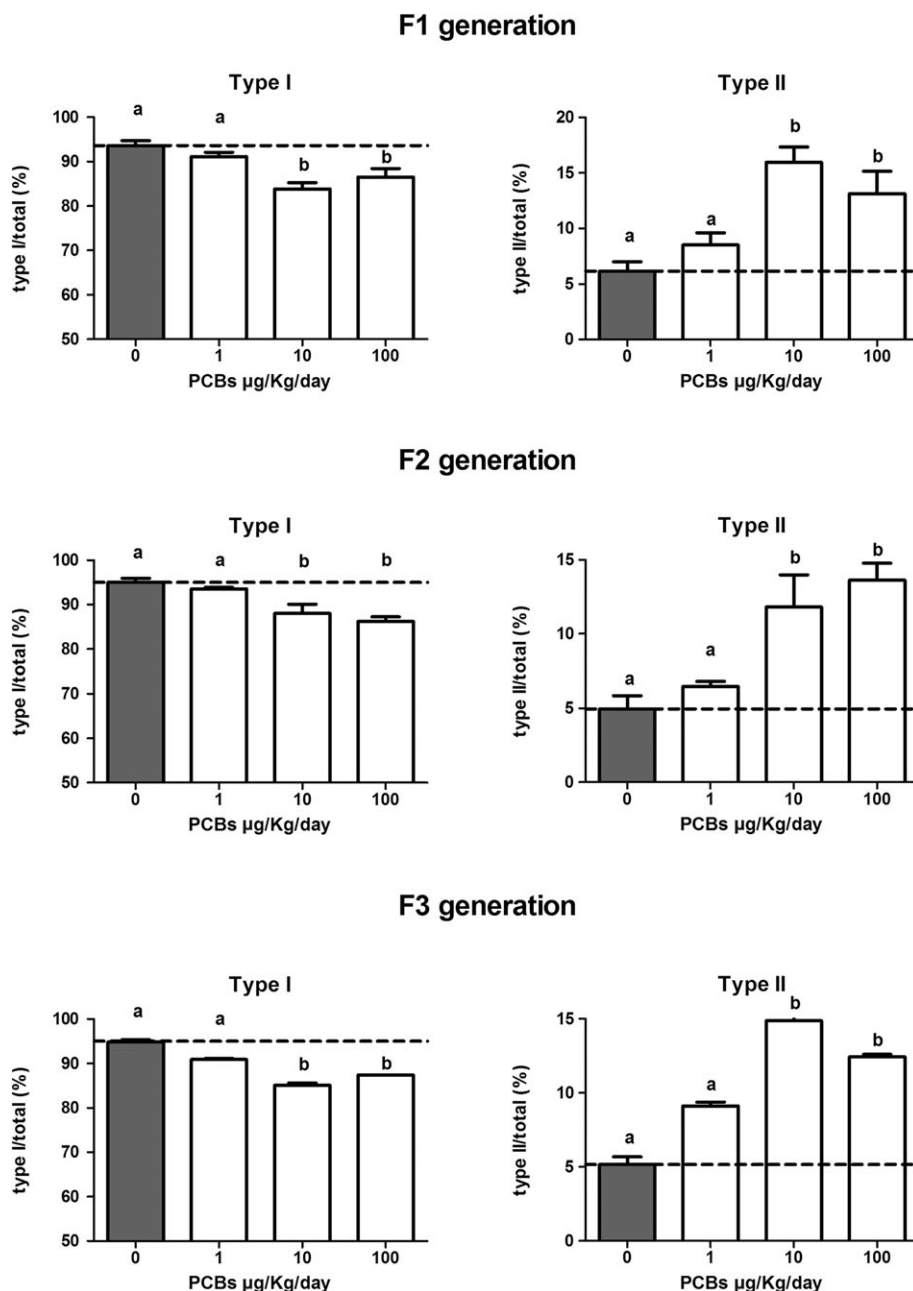 F1 generation
Type I
type I/total (%)
100
90
80
70
60
50
a
a
b
b
0
1
10
100
PCBs µg/Kg/day
Type II
type II/total (%)
20
15
10
5
0
a
a
b
b
0
1
10
100
PCBs µg/Kg/day
F2 generation
Type I
type I/total (%)
100
90
80
70
60
50
a
a
b
b
0
1
10
100
PCBs µg/Kg/day
Type II
type II/total (%)
15
10
5
0
a
a
b
b
0
1
10
100
PCBs µg/Kg/day
F3 generation
Type I
type I/total (%)
100
90
80
70
60
50
a
a
b
b
0
1
10
100
PCBs µg/Kg/day
Type II
type II/total (%)
15
10
5
0
a
a
b
b
0
1
10
100
PCBs µg/Kg/day